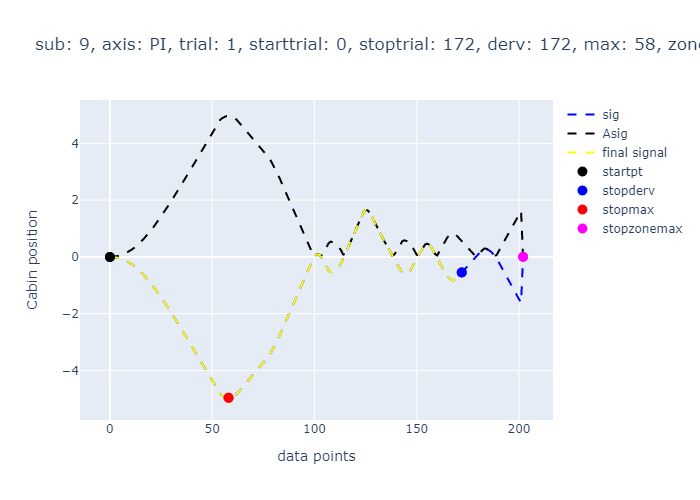 sub: 9, axis: PI, trial: 1, starttrial: 0, stoptrial: 172, derv: 172, max: 58, zon
sig
Asig
final signal
startpt
stopderv
stopmax
stopzonemax
Cabin position
4
2
0
−2
−4
0
50
100
150
200
data points